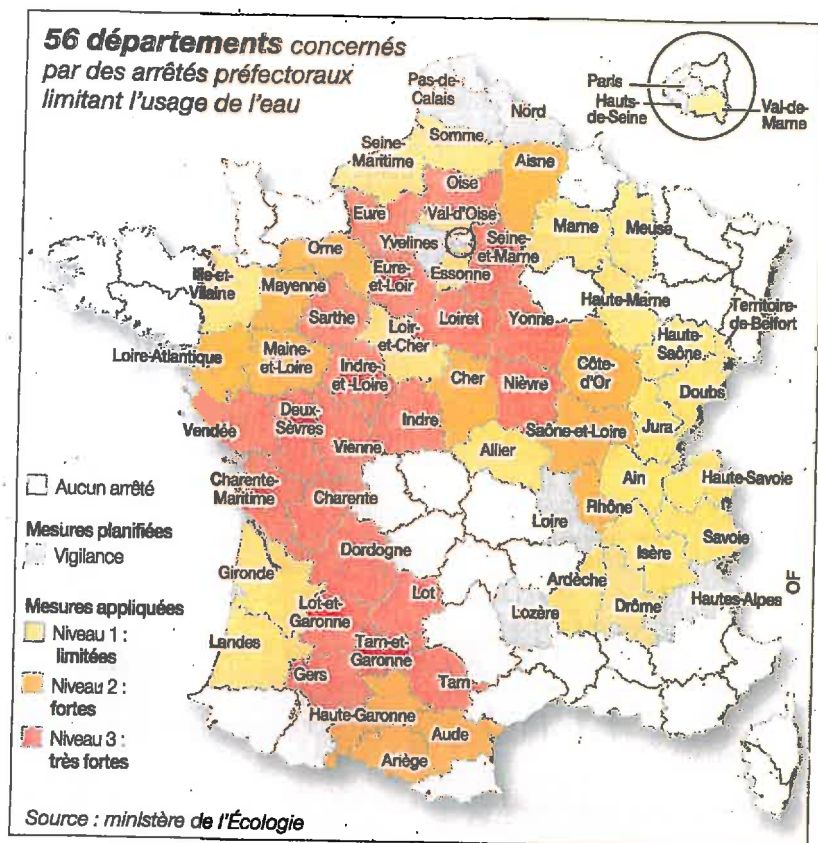 56 départements concernés
par des arrêtés préfectoraux
limitant l'usage de l'eau
Pas-de-
Calais
Nord
Paris
Hauts-
de-Seine
Val-de-
Marne
Seine-
Maritime
Somme
Aisne
Oise
Eure
Val-d'Oise
Marne
Meuse
Orne
Yvelines
Seine-
et-Marne
Ille-et-
Vilaine
Mayenne
Eure-
et-Loir
Essonne
Haute-Marne
Territoire-
de-Belfort
Sarthe
Loir-
et-Cher
Loiret
Yonne
Haute-
Saône
Loire-Atlantique
Maine-
et-Loire
Indre-
et-Loire
Cher
Nièvre
Côte-
d'Or
Doubs
Vendée
Deux-
Sèvres
Vienne
Indre
Saône-et-Loire
Jura
Allier
Ain
Haute-Savoie
Charente-
Maritime
Charente
Loire
Rhône
Savoie
Isère
Dordogne
Gironde
Ardèche
Lot
Lozère
Drôme
Hautes-Alpes
Lot-et-
Garonne
Landes
Tarn-et-
Garonne
Gers
Tarn
Haute-Garonne
Aude
Ariège
Aucun arrêté
Mesures planifiées
Vigilance
Mesures appliquées
Niveau 1 :
limitées
Niveau 2 :
fortes
Niveau 3 :
très fortes
OF
Source : ministère de l'Écologie